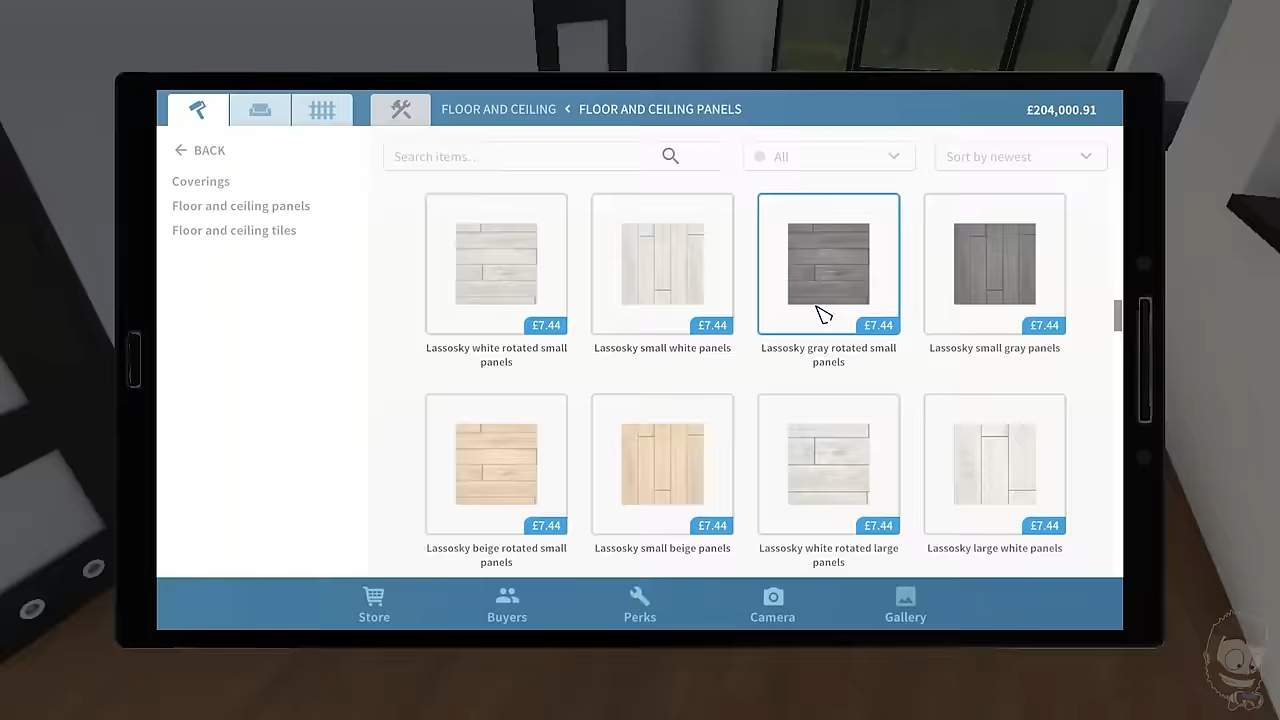 FLOOR AND CEILING < FLOOR AND CEILING PANELS
£204,000.91
BACK
Coverings
Floor and ceiling panels
Floor and ceiling tiles
Search items...
All
Sort by newest
£7.44
£7.44
£7.44
£7.44
Lassosky white rotated small
panels
Lassosky small white panels
Lassosky gray rotated small
panels
Lassosky small gray panels
£7.44
£7.44
£7.44
£7.44
Lassosky beige rotated small
panels
Lassosky small beige panels
Lassosky white rotated large
panels
Lassosky large white panels
Store
Buyers
Perks
Camera
Gallery